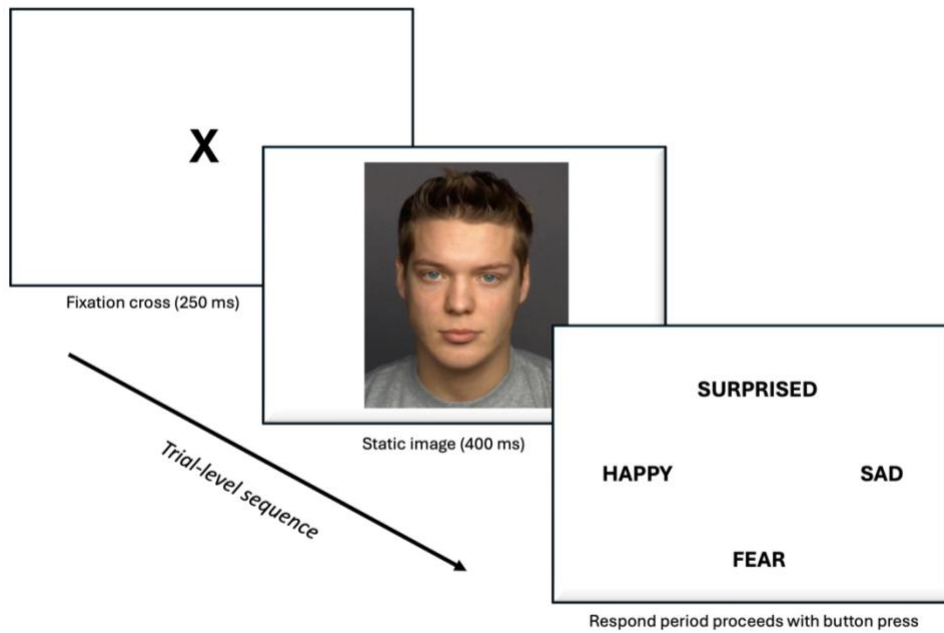 X
Fixation cross (250 ms)
Static image (400 ms)
Trial-level sequence
SURPRISED
HAPPY
SAD
FEAR
Respond period proceeds with button press